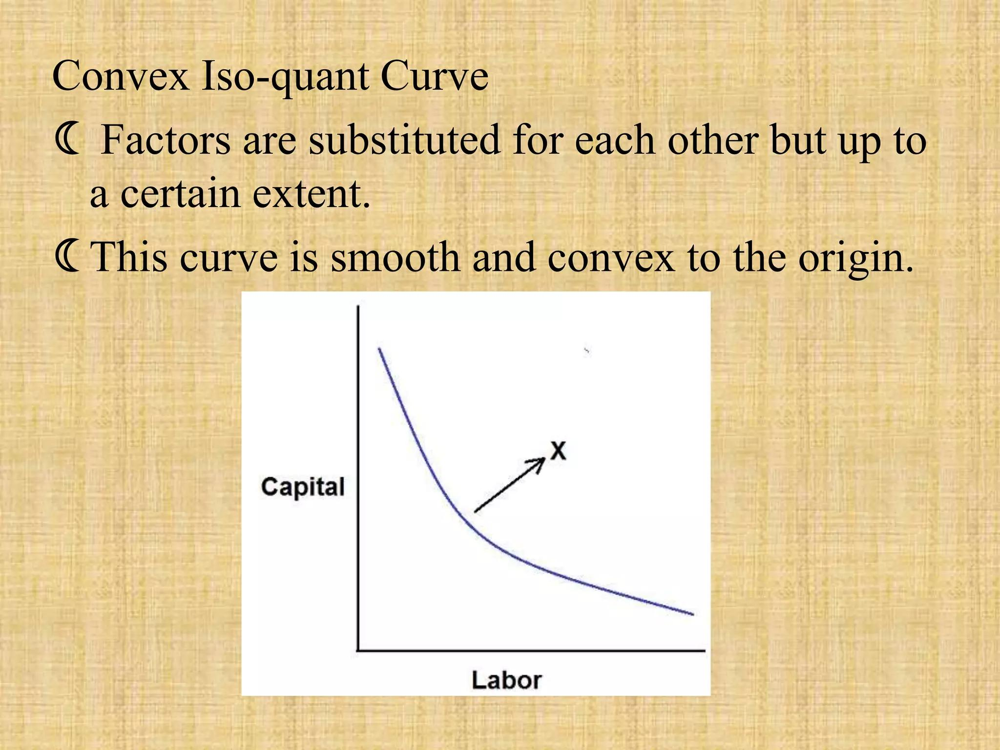 Convex Iso-quant Curve
☾ Factors are substituted for each other but up to
a certain extent.
☾This curve is smooth and convex to the origin.
X
Capital
Labor